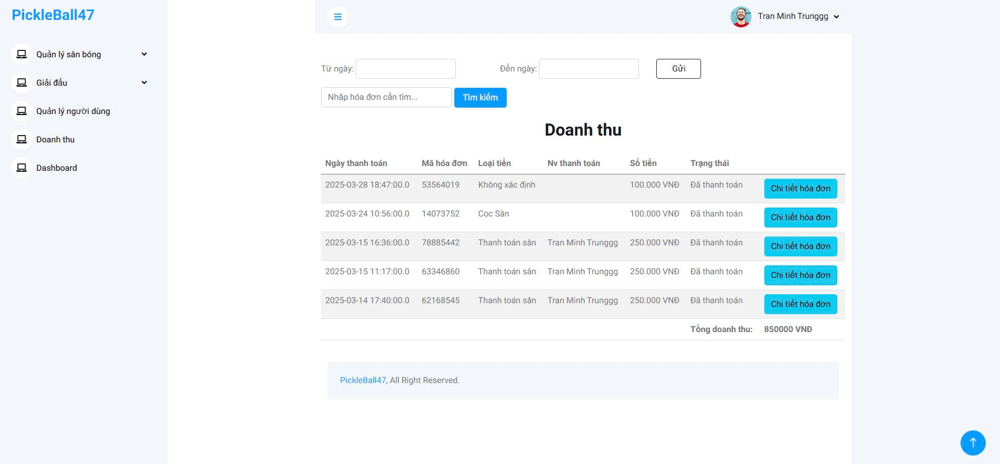 PickleBall47
Quản lý sân bóng
Giải đấu
Quản lý người dùng
Doanh thu
Dashboard
Tran Minh Trunggg
Từ ngày:
Đến ngày:
Gửi
Nhập hóa đơn cần tìm...
Tìm kiếm
Doanh thu
Ngày thanh toán Mã hóa đơn Loại tiền Nv thanh toán Số tiền Trạng thái
2025-03-28 18:47:00.0 53564019 Không xác định 100.000 VNĐ Đã thanh toán Chi tiết hóa đơn
2025-03-24 10:56:00.0 14073752 Cọc Sân 100.000 VNĐ Đã thanh toán Chi tiết hóa đơn
2025-03-15 16:36:00.0 78885442 Thanh toán sân Tran Minh Trunggg 250.000 VNĐ Đã thanh toán Chi tiết hóa đơn
2025-03-15 11:17:00.0 63346860 Thanh toán sân Tran Minh Trunggg 250.000 VNĐ Đã thanh toán Chi tiết hóa đơn
2025-03-14 17:40:00.0 62168545 Thanh toán sân Tran Minh Trunggg 250.000 VNĐ Đã thanh toán Chi tiết hóa đơn
Tổng doanh thu: 850000 VNĐ
PickleBall47, All Right Reserved.